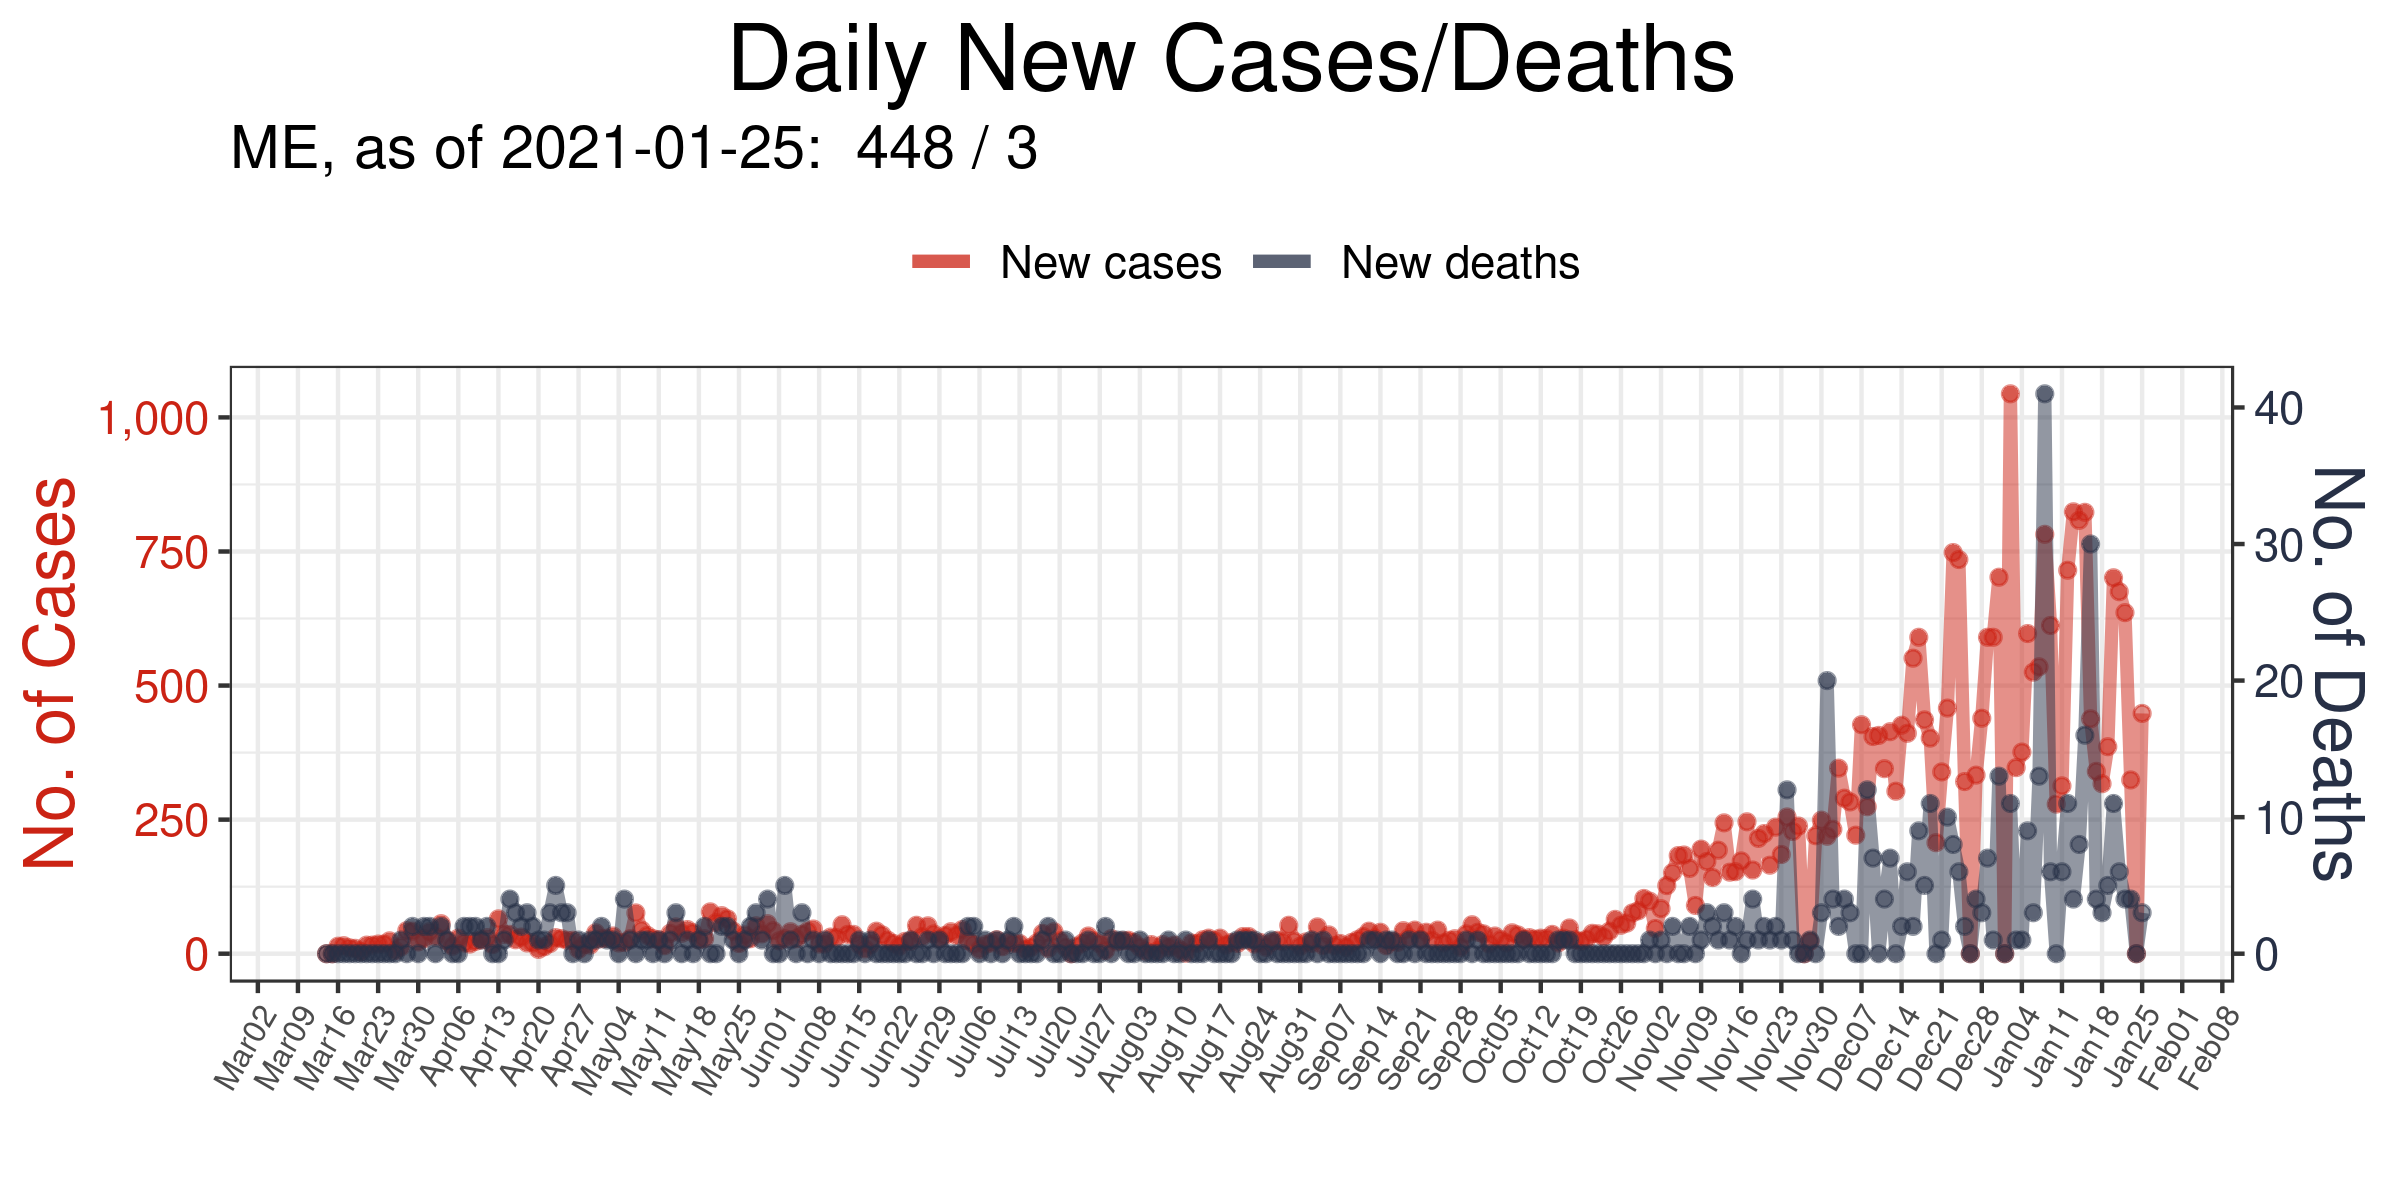 Daily New Cases/Deaths
ME, as of 2021-01-25: 448 / 3
New cases
New deaths
No. of Cases
1,000
750
500
250
0
40
30
20
10
0
No. of Deaths
Mar02
Mar09
Mar16
Mar23
Mar30
Apr06
Apr13
Apr20
Apr27
May04
May11
May18
May25
Jun01
Jun08
Jun15
Jun22
Jun29
Jul06
Jul13
Jul20
Jul27
Aug03
Aug10
Aug17
Aug24
Aug31
Sep07
Sep14
Sep21
Sep28
Oct05
Oct12
Oct19
Oct26
Nov02
Nov09
Nov16
Nov23
Nov30
Dec07
Dec14
Dec21
Dec28
Jan04
Jan11
Jan18
Jan25
Feb01
Feb08